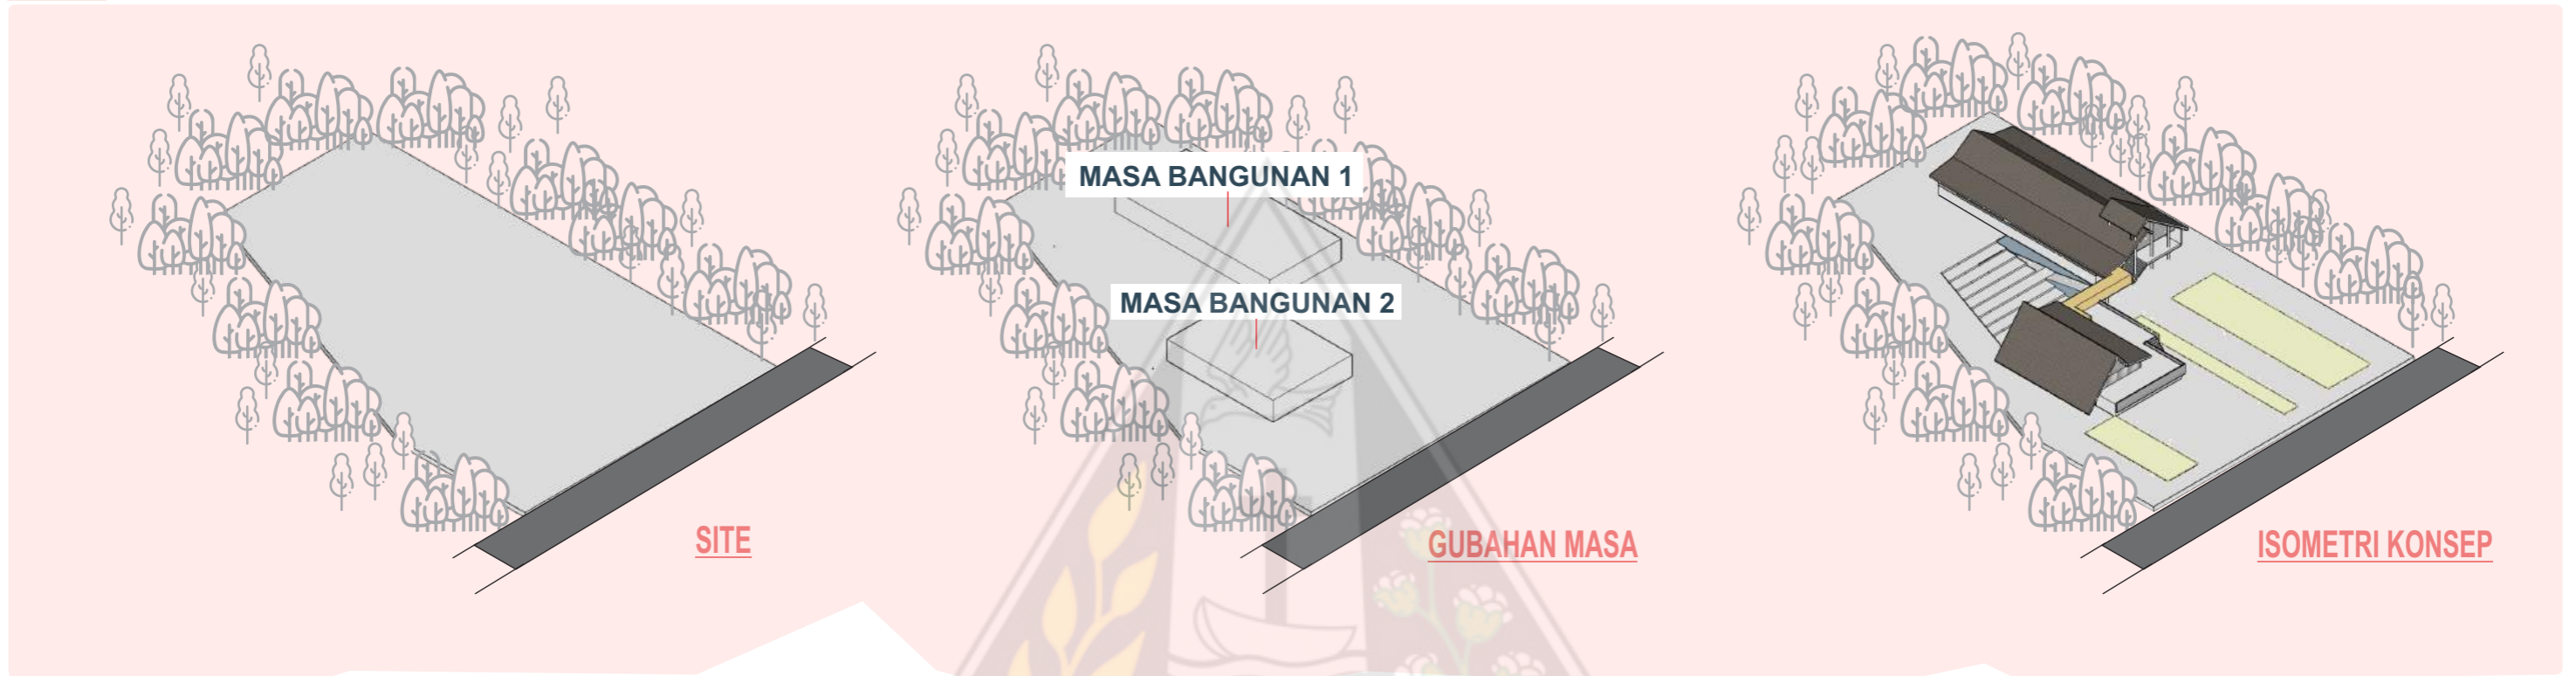 MASA BANGUNAN 1
MASA BANGUNAN 2
SITE
GUBAHAN MASA
ISOMETRI KONSEP